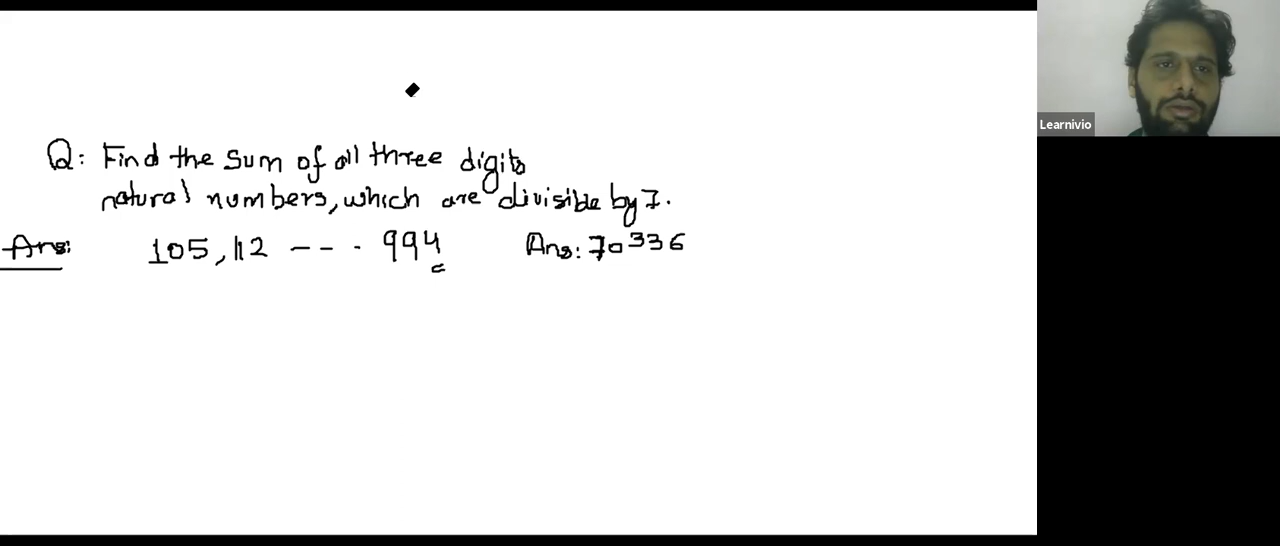 Q: Find the sum of all three digits
natural numbers, which are divisible by 7.
Ans: 105, 112 --- 994 Ans: 70336
Learnivio